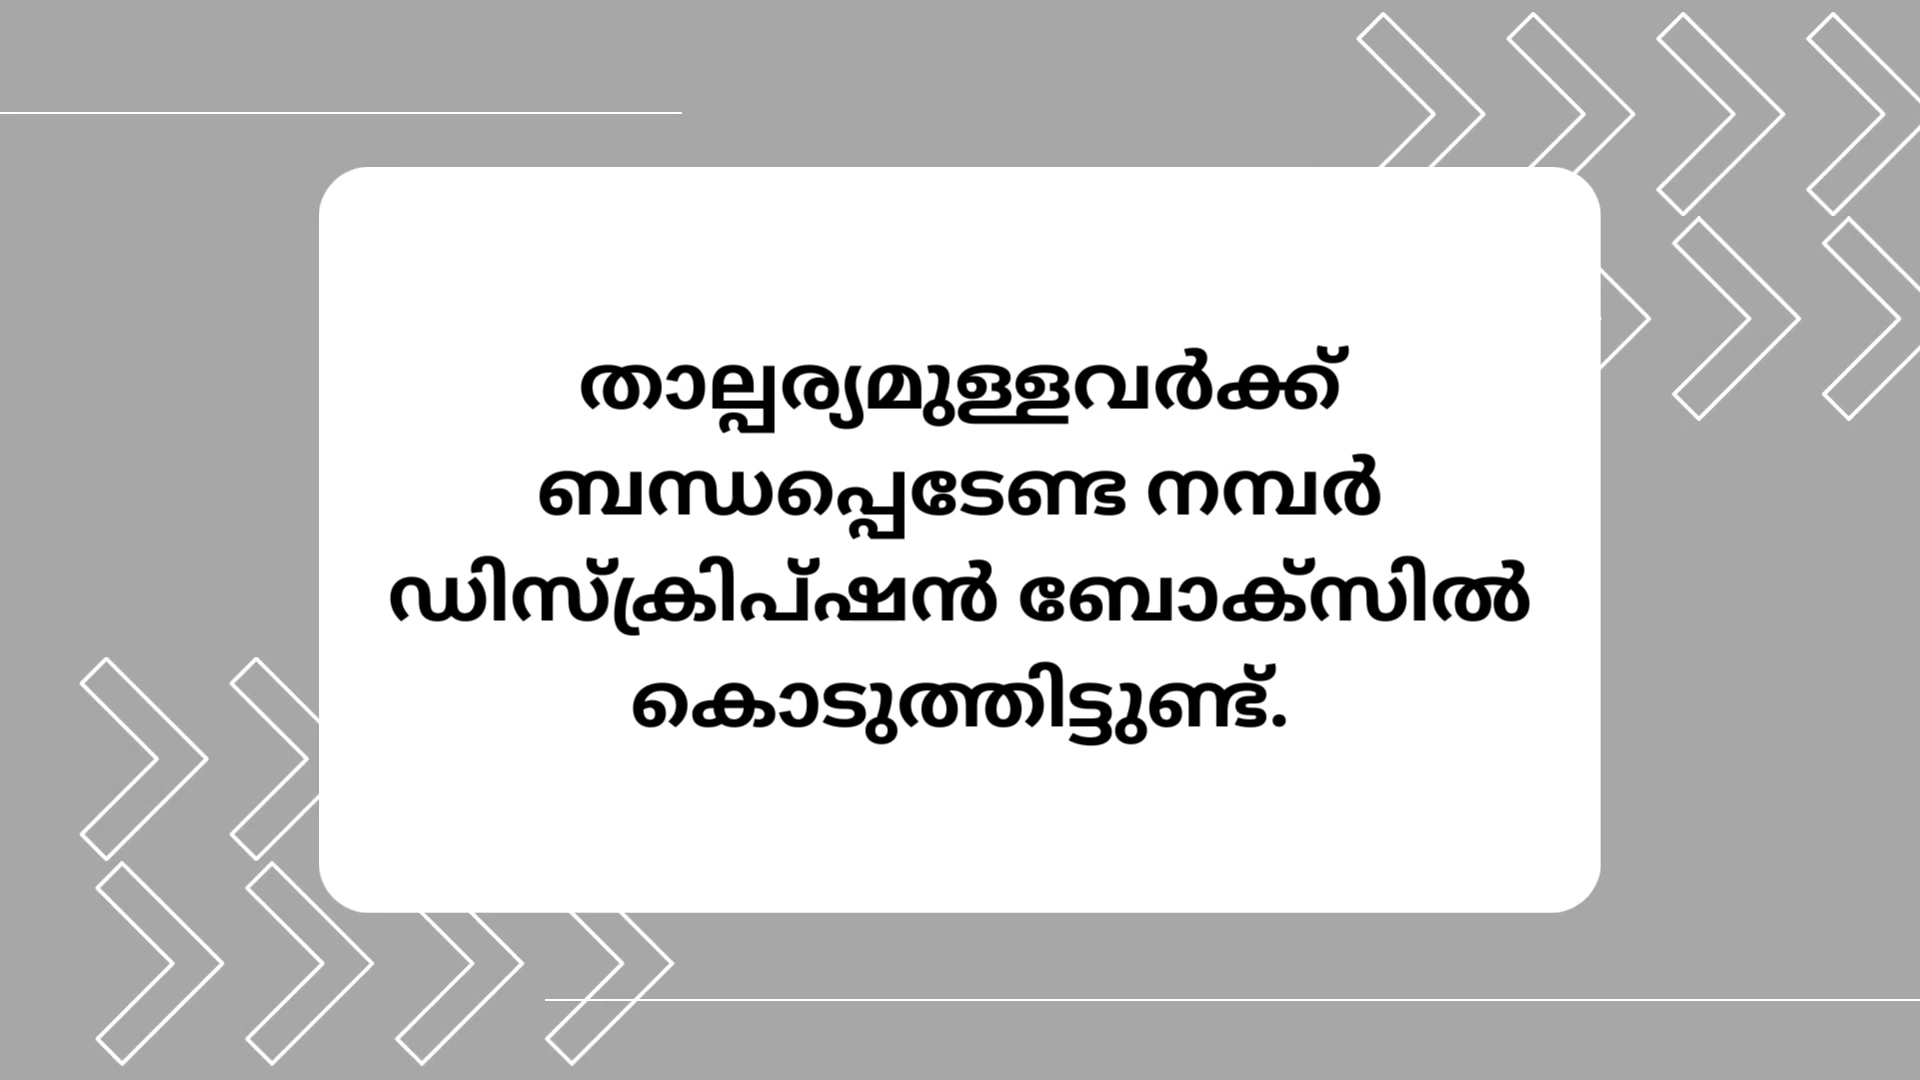 താല്പര്യമുള്ളവർക്ക്
ബന്ധപ്പെടേണ്ട നമ്പർ
ഡിസ്ക്രിപ്ഷൻ ബോക്സിൽ
കൊടുത്തിട്ടുണ്ട്.